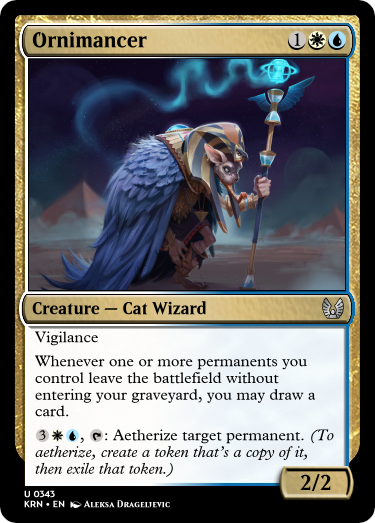 Ornimancer 1
Creature — Cat Wizard
Vigilance
Whenever one or more permanents you
control leave the battlefield without
entering your graveyard, you may draw a
card.
3, : Aetherize target permanent. (To
aetherize, create a token that's a copy of it,
then exile that token.)
2/2
U 0343
KRN • EN Aleksa Drageljevic